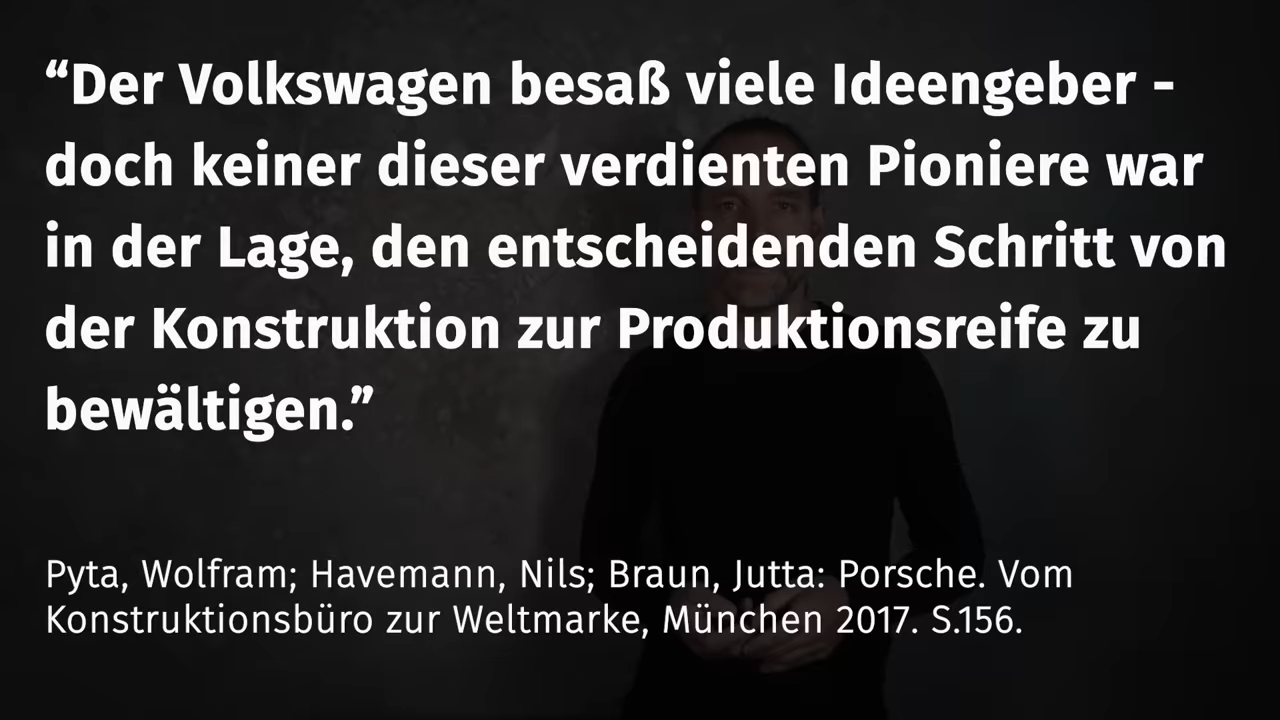 “Der Volkswagen besaß viele Ideengeber -
doch keiner dieser verdienten Pioniere war
in der Lage, den entscheidenden Schritt von
der Konstruktion zur Produktionsreife zu
bewältigen.”
Pyta, Wolfram; Havemann, Nils; Braun, Jutta: Porsche. Vom
Konstruktionsbüro zur Weltmarke, München 2017. S.156.